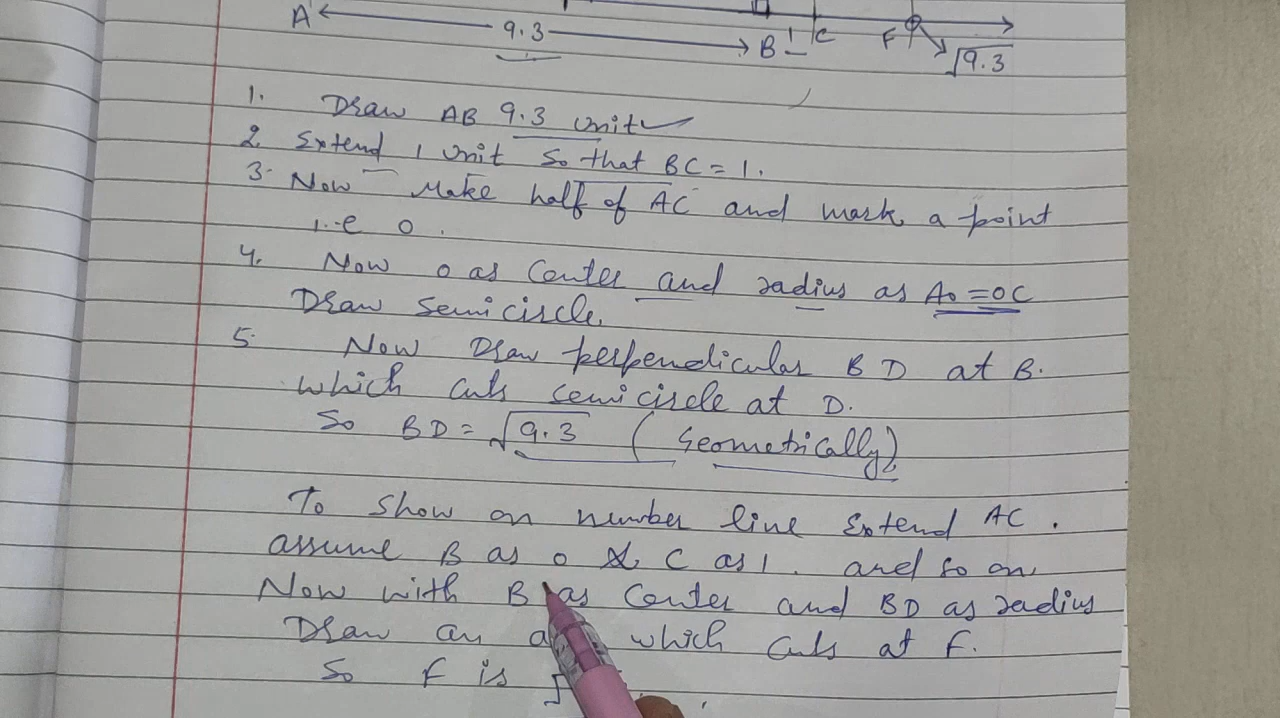 A 9.3 B 1 C F √9.3
1. Draw AB 9.3 unit
2. Extend 1 unit so that BC = 1.
3. Now Make half of AC and mark a point
i.e O.
4. Now O as Center and radius as AO = OC
Draw semicircle.
5. Now Draw perpendicular BD at B.
which cuts semicircle at D.
So BD = √9.3 (Geometrically)
To show on number line Extend AC.
assume B as 0 & C as 1. and so on
Now with B as Center and BD as radius
Draw an which cuts at F.
So F is